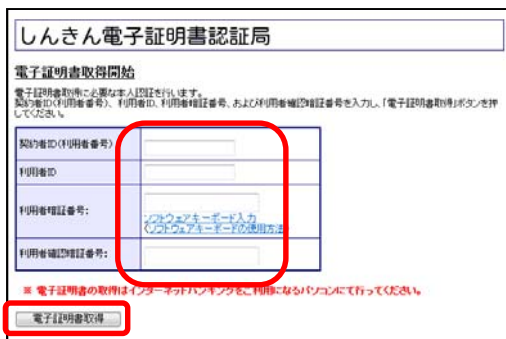 しんきん電子証明書認証局
電子証明書取得開始
電子証明書取得に必要な本人認証を行います。
契約者ID(利用者番号)、利用者ID、利用者暗証番号、および利用者確認暗証番号を入力し、「電子証明書取得」ボタンを押
してください。
契約者ID(利用者番号)
利用者ID
利用者暗証番号:
ソフトウェアキーボード入力
(ソフトウェアキーボードの使用方法
利用者確認暗証番号:
※ 電子証明書の取得はインターネットバンキングをご利用になるパソコンにて行ってください。
電子証明書取得